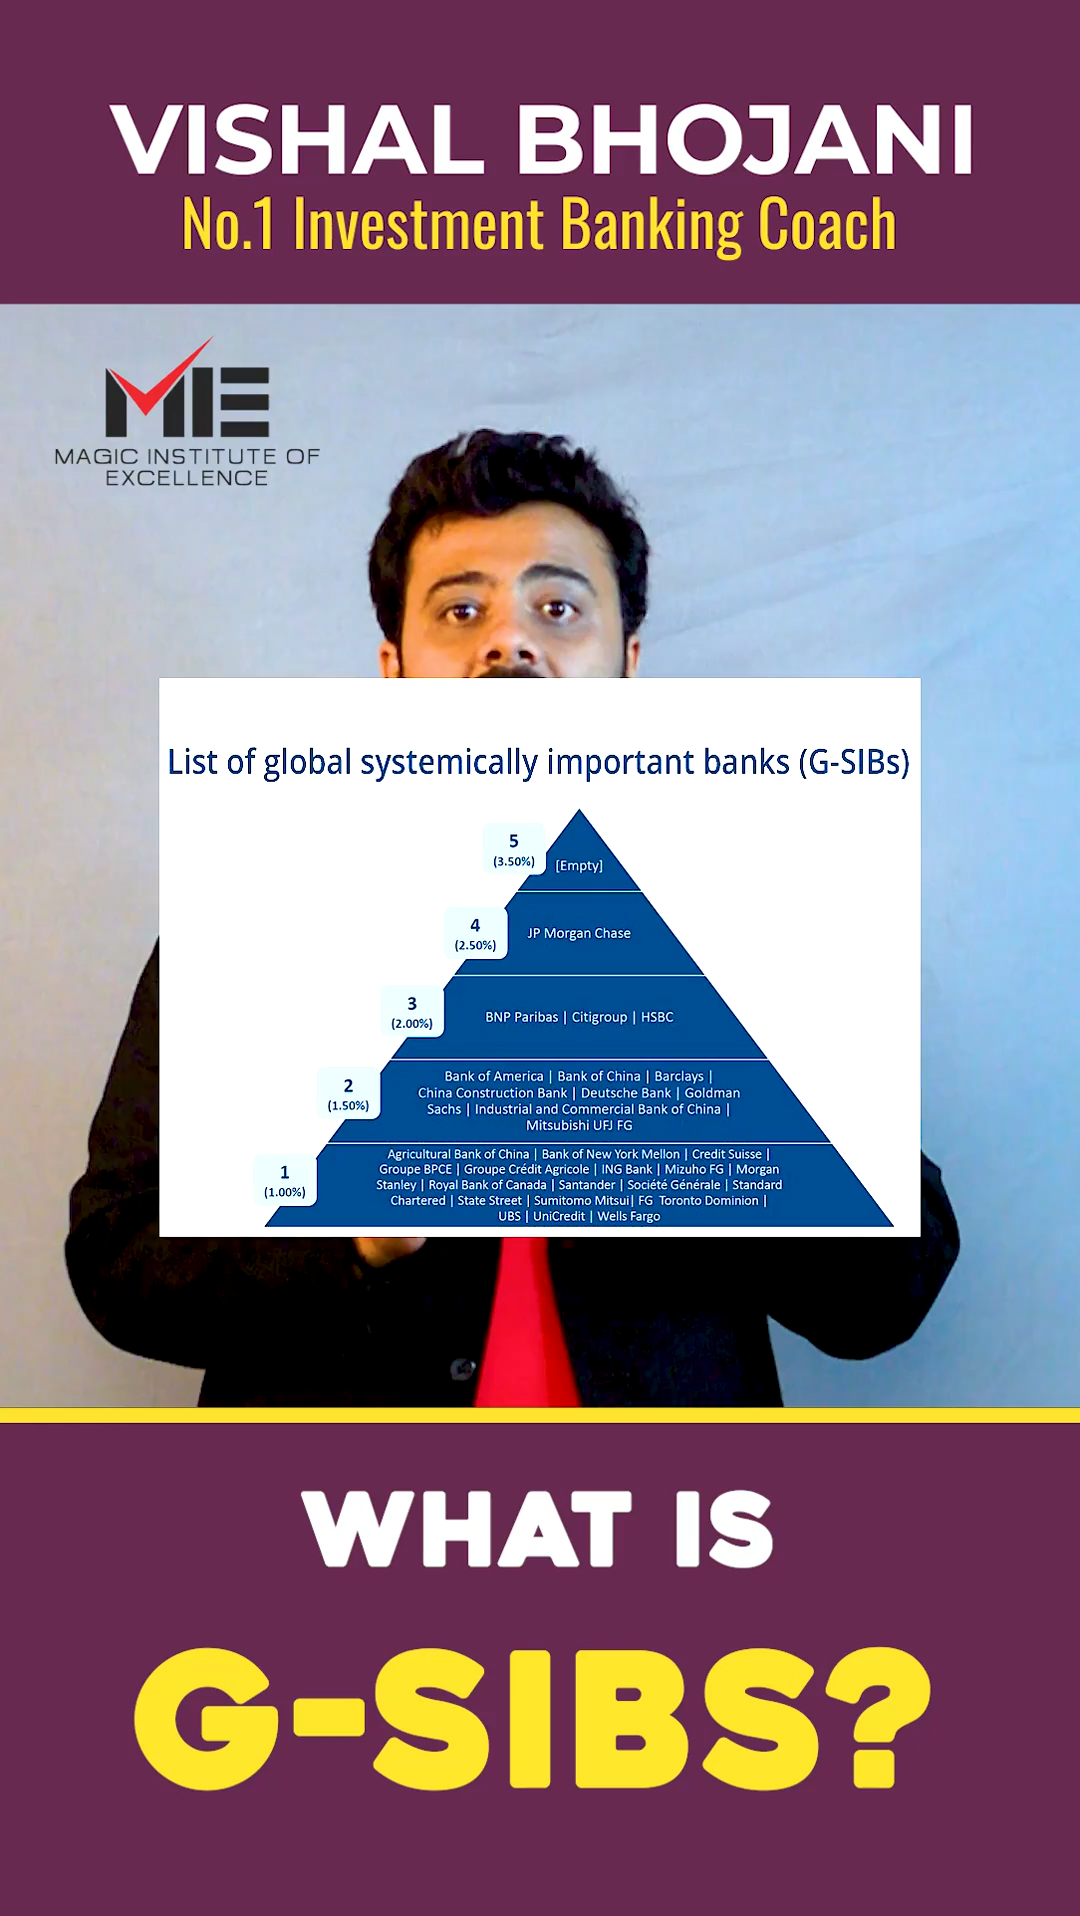 VISHAL BHOJANI
No.1 Investment Banking Coach
MIE
MAGIC INSTITUTE OF
EXCELLENCE
List of global systemically important banks (G-SIBs)
5
(3.50%)
[Empty]
4
(2.50%)
JP Morgan Chase
3
(2.00%)
BNP Paribas | Citigroup | HSBC
2
(1.50%)
Bank of America | Bank of China | Barclays |
China Construction Bank | Deutsche Bank | Goldman
Sachs | Industrial and Commercial Bank of China |
Mitsubishi UFJ FG
1
(1.00%)
Agricultural Bank of China | Bank of New York Mellon | Credit Suisse |
Groupe BPCE | Groupe Crédit Agricole | ING Bank | Mizuho FG | Morgan
Stanley | Royal Bank of Canada | Santander | Société Générale | Standard
Chartered | State Street | Sumitomo Mitsui| FG  Toronto Dominion |
UBS | UniCredit | Wells Fargo
WHAT IS
G-SIBS?